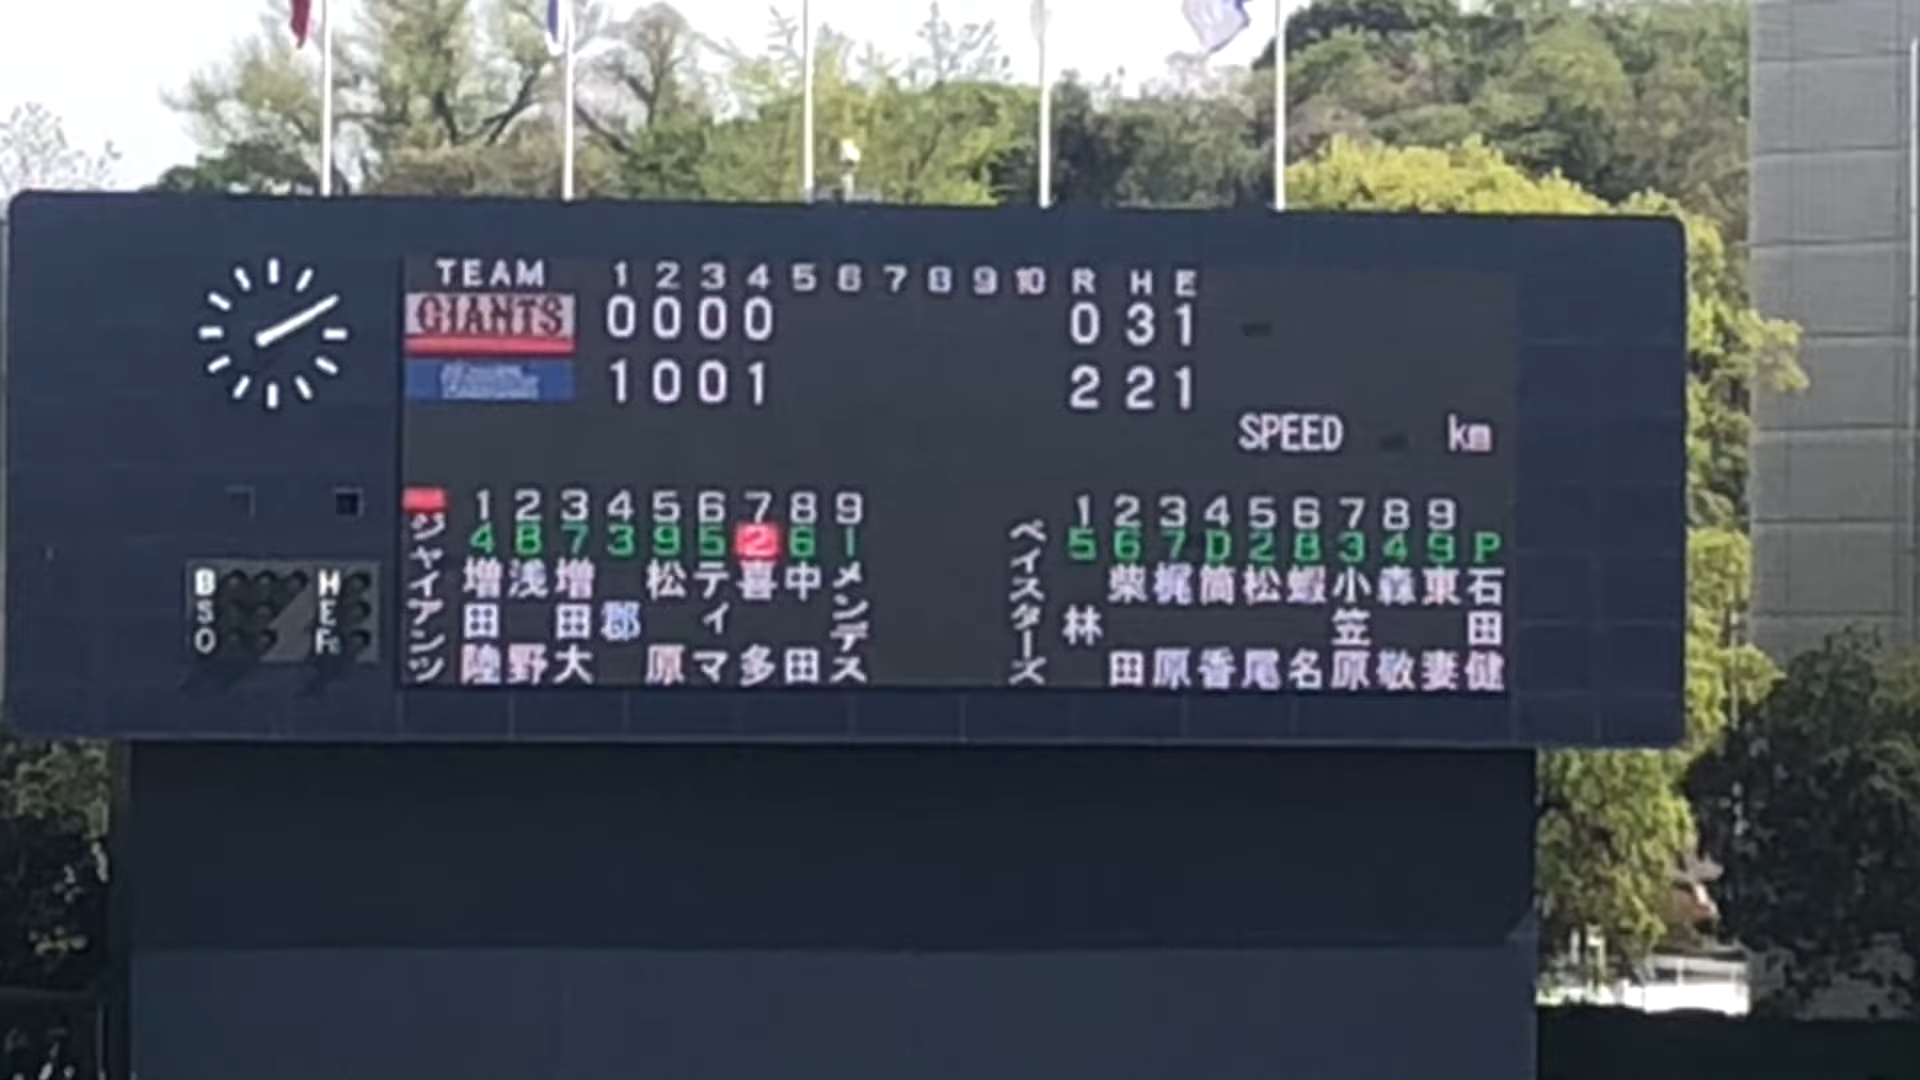 TEAM 1 2 3 4 5 6 7 8 9 10 R H E
GIANTS 0 0 0 0 0 3 1
1 0 0 1 2 2 1
SPEED km
1 2 3 4 5 6 7 8 9
4 8 7 3 9 5 2 6 1
ジャイアンツ
増田陸
浅野
増田大
郡
松原
ティマ
喜多
中田
メンデス
1 2 3 4 5 6 7 8 9
5 6 7 D 2 8 3 4 9 P
ベイスターズ
林
柴田
梶原
筒香
松尾
蝦名
小笠原
森敬
東妻
石田健
B H
S E
O Fc